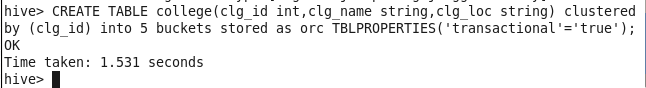 hive> CREATE TABLE college(clg_id int,clg_name string,clg_loc string) clustered
by (clg_id) into 5 buckets stored as orc TBLPROPERTIES('transactional'='true');
OK
Time taken: 1.531 seconds
hive>